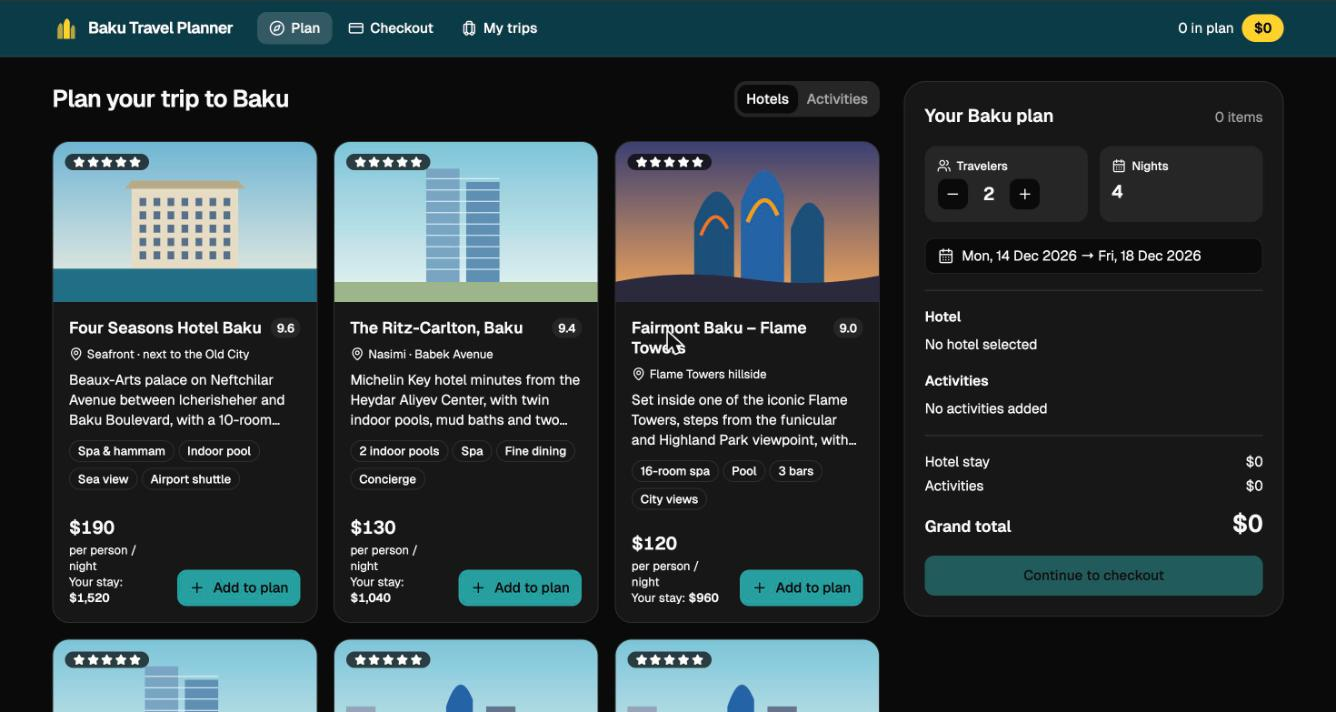 Baku Travel Planner
Plan
Checkout
My trips
0 in plan
$0
Plan your trip to Baku
Hotels
Activities
Four Seasons Hotel Baku
9.6
Seafront · next to the Old City
Beaux-Arts palace on Neftchilar
Avenue between Icherisheher and
Baku Boulevard, with a 10-room…
Spa & hammam
Indoor pool
Sea view
Airport shuttle
$190
per person /
night
Your stay:
$1,520
+ Add to plan
The Ritz-Carlton, Baku
9.4
Nasimi · Babek Avenue
Michelin Key hotel minutes from the
Heydar Aliyev Center, with twin
indoor pools, mud baths and two…
2 indoor pools
Spa
Fine dining
Concierge
$130
per person /
night
Your stay:
$1,040
+ Add to plan
Fairmont Baku – Flame
Towers
9.0
Flame Towers hillside
Set inside one of the iconic Flame
Towers, steps from the funicular
and Highland Park viewpoint, with…
16-room spa
Pool
3 bars
City views
$120
per person /
night
Your stay: $960
+ Add to plan
Your Baku plan
0 items
Travelers
− 2 +
Nights
4
Mon, 14 Dec 2026 → Fri, 18 Dec 2026
Hotel
No hotel selected
Activities
No activities added
Hotel stay $0
Activities $0
Grand total $0
Continue to checkout